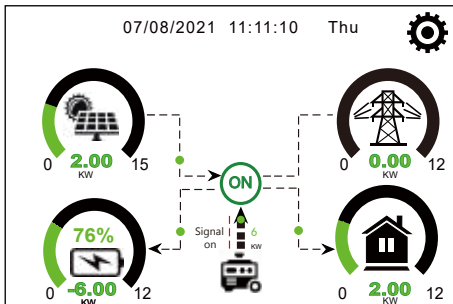 07/08/2021 11:11:10 Thu
2.00
0 15
KW
0.00
0 12
KW
ON
76%
-6.00
0 12
KW
Signal
on
6
KW
2.00
0 12
KW